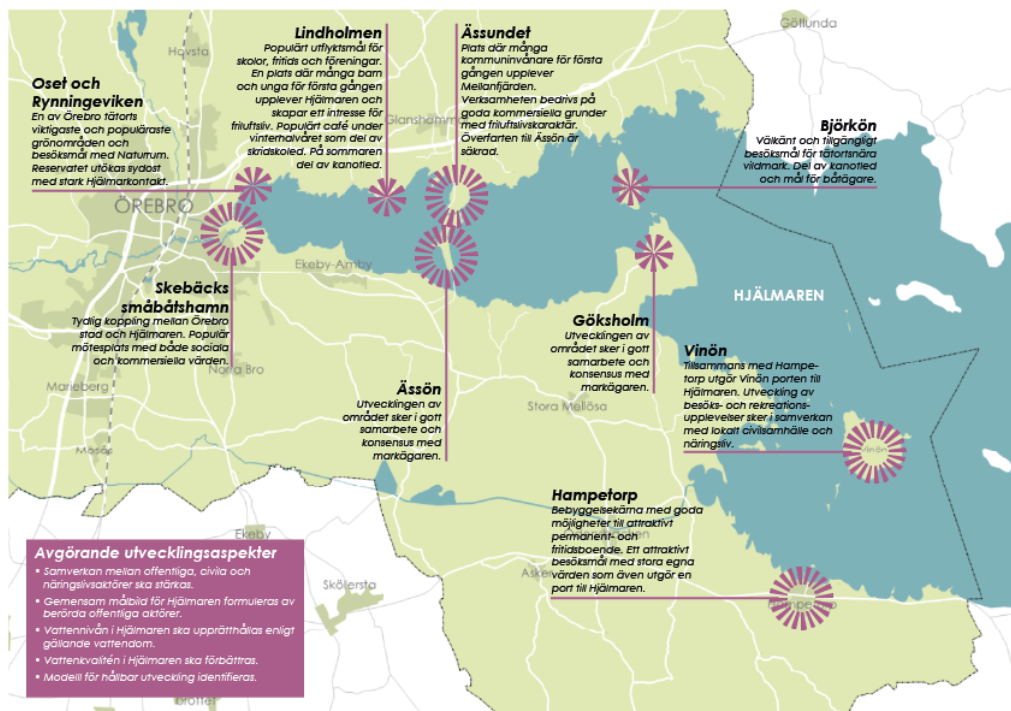 Götlunda
Hovsta
Glanshammar
Oset och
Rynningeviken
En av Örebro tätorts
viktigaste och populäraste
grönområden och
besöksmål med Naturrum.
Reservatet utökas sydost
med stark Hjälmarkontakt.
Lindholmen
Populärt utflyktsmål för
skolor, fritids och föreningar.
En plats där många barn
och unga för första gången
upplever Hjälmaren och
skapar ett intresse för
friluftsliv. Populärt café under
vinterhalvåret som del av
skridskoled. På sommaren
del av kanotled.
Ässundet
Plats där många
kommuninvånare för första
gången upplever
Mellanfjärden.
Verksamheten bedrivs på
goda kommersiella grunder
med friluftslivskaraktär.
Överfarten till Ässön är
säkrad.
Björkön
Välkänt och tillgängligt
besöksmål för tätortsnära
vildmark. Del av kanotled
och mål för båtägare.
ÖREBRO
Ekeby-Almby
HJÄLMAREN
Skebäcks
småbåtshamn
Tydlig koppling mellan Örebro
stad och Hjälmaren. Populär
mötesplats med både sociala
och kommersiella värden.
Norra Bro
Marieberg
Mosås
Ässön
Utvecklingen av
området sker i gott
samarbete och
konsensus med
markägaren.
Göksholm
Utvecklingen av
området sker i gott
samarbete och
konsensus med
markägaren.
Stora Mellösa
Vinön
Tillsammans med Hampe-
torp utgör Vinön porten till
Hjälmaren. Utveckling av
besöks- och rekreations-
upplevelser sker i samverkan
med lokalt civilsamhälle och
näringsliv.
Vinön
Hampetorp
Bebyggelsekärna med goda
möjligheter till attraktivt
permanent- och
fritidsboende. Ett attraktivt
besöksmål med stora egna
värden som även utgör en
port till Hjälmaren.
Asker
Hampetorp
Ekeby
Sköllersta
Avgörande utvecklingsaspekter
• Samverkan mellan offentliga, civila och
näringslivsaktörer ska stärkas.
• Gemensam målbild för Hjälmaren formuleras av
berörda offentliga aktörer.
• Vattennivån i Hjälmaren ska upprätthållas enligt
gällande vattendom.
• Vattenkvalitén i Hjälmaren ska förbättras.
• Modell för hållbar utveckling identifieras.